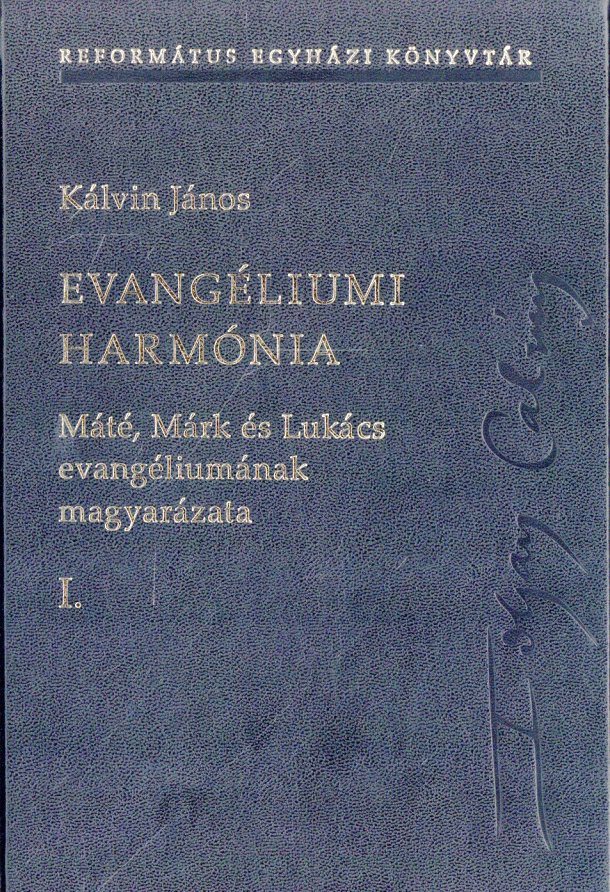 REFORMÁTUS EGYHÁZI KÖNYVTÁR
Kálvin János
EVANGÉLIUMI
HARMÓNIA
Máté, Márk és Lukács
evangéliumának
magyarázata
I.